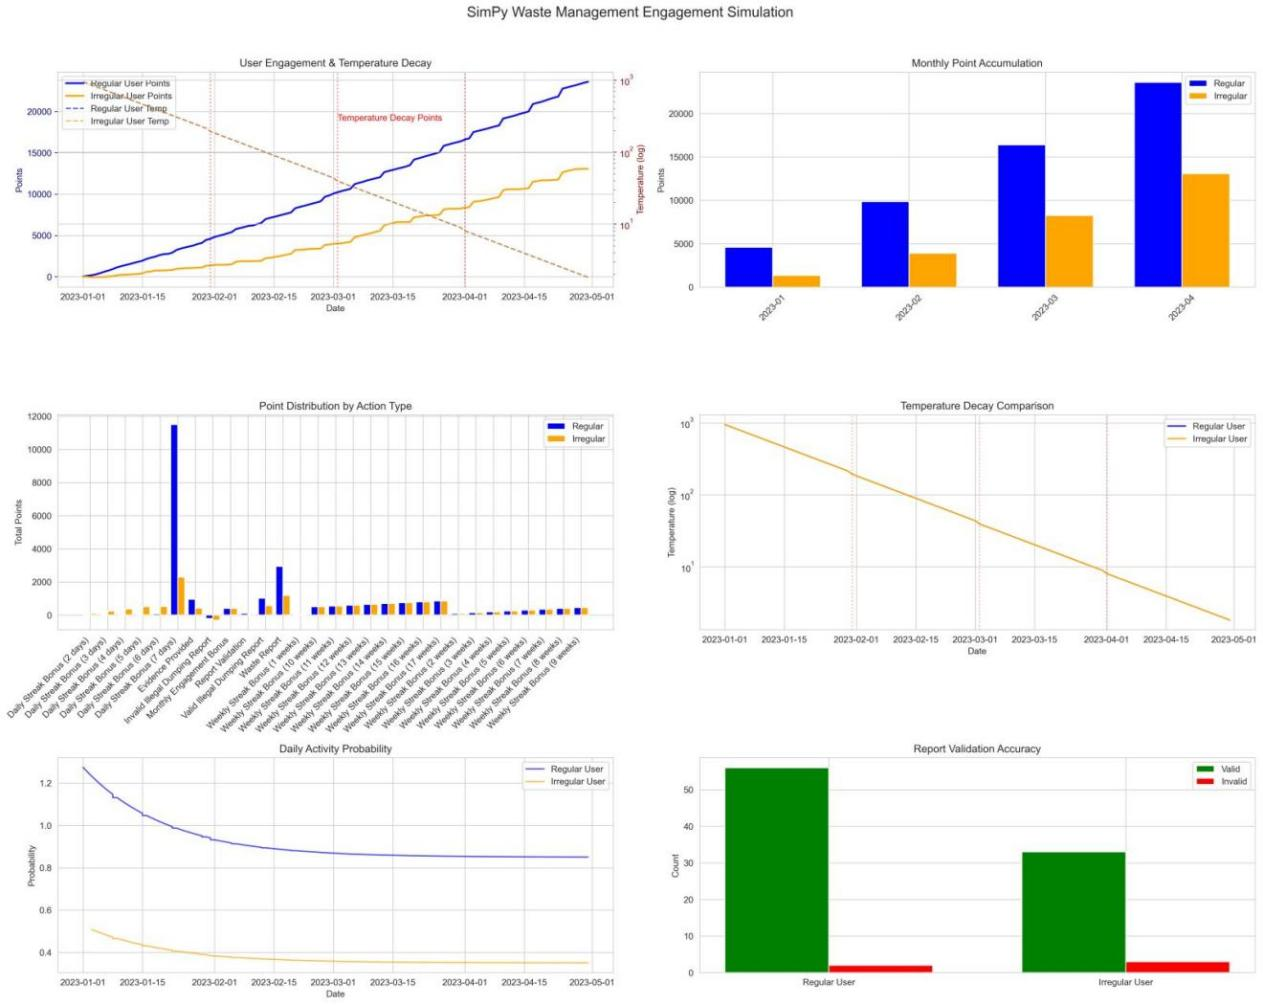 SimPy Waste Management Engagement Simulation
User Engagement & Temperature Decay
Regular User Points
Irregular User Points
Regular User Temp
Irregular User Temp
Temperature Decay Points
20000
15000
10000
5000
0
Points
10^3
10^2
10^1
Temperature (log)
2023-01-01 2023-01-15 2023-02-01 2023-02-15 2023-03-01 2023-03-15 2023-04-01 2023-04-15 2023-05-01
Date
Monthly Point Accumulation
Regular
Irregular
20000
15000
10000
5000
0
Points
2023-01 2023-02 2023-03 2023-04
Point Distribution by Action Type
Regular
Irregular
12000
10000
8000
6000
4000
2000
0
Total Points
Daily Streak Bonus (2 days)
Daily Streak Bonus (3 days)
Daily Streak Bonus (4 days)
Daily Streak Bonus (5 days)
Daily Streak Bonus (6 days)
Daily Streak Bonus (7 days)
Evidence Provided
Invalid Illegal Dumping Report
Monthly Engagement Bonus
Report Validation
Valid Illegal Dumping Report
Waste Report
Weekly Streak Bonus (1 weeks)
Weekly Streak Bonus (10 weeks)
Weekly Streak Bonus (11 weeks)
Weekly Streak Bonus (12 weeks)
Weekly Streak Bonus (13 weeks)
Weekly Streak Bonus (14 weeks)
Weekly Streak Bonus (15 weeks)
Weekly Streak Bonus (16 weeks)
Weekly Streak Bonus (17 weeks)
Weekly Streak Bonus (2 weeks)
Weekly Streak Bonus (3 weeks)
Weekly Streak Bonus (4 weeks)
Weekly Streak Bonus (5 weeks)
Weekly Streak Bonus (6 weeks)
Weekly Streak Bonus (7 weeks)
Weekly Streak Bonus (8 weeks)
Weekly Streak Bonus (9 weeks)
Temperature Decay Comparison
Regular User
Irregular User
10^3
10^2
10^1
Temperature (log)
2023-01-01 2023-01-15 2023-02-01 2023-02-15 2023-03-01 2023-03-15 2023-04-01 2023-04-15 2023-05-01
Date
Daily Activity Probability
Regular User
Irregular User
1.2
1.0
0.8
0.6
0.4
Probability
2023-01-01 2023-01-15 2023-02-01 2023-02-15 2023-03-01 2023-03-15 2023-04-01 2023-04-15 2023-05-01
Date
Report Validation Accuracy
Valid
Invalid
50
40
30
20
10
0
Count
Regular User Irregular User